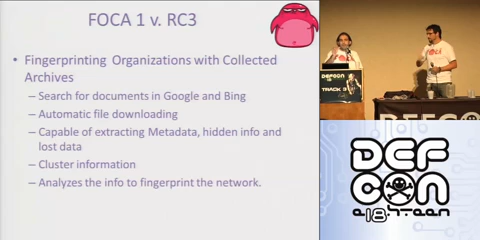 FOCA 1 v. RC3
• Fingerprinting Organizations with Collected
Archives
– Search for documents in Google and Bing
– Automatic file downloading
– Capable of extracting Metadata, hidden info and
lost data
– Cluster information
– Analyzes the info to fingerprint the network.
FOCA
DEFCON
TRACK 3
DEF
CON
18